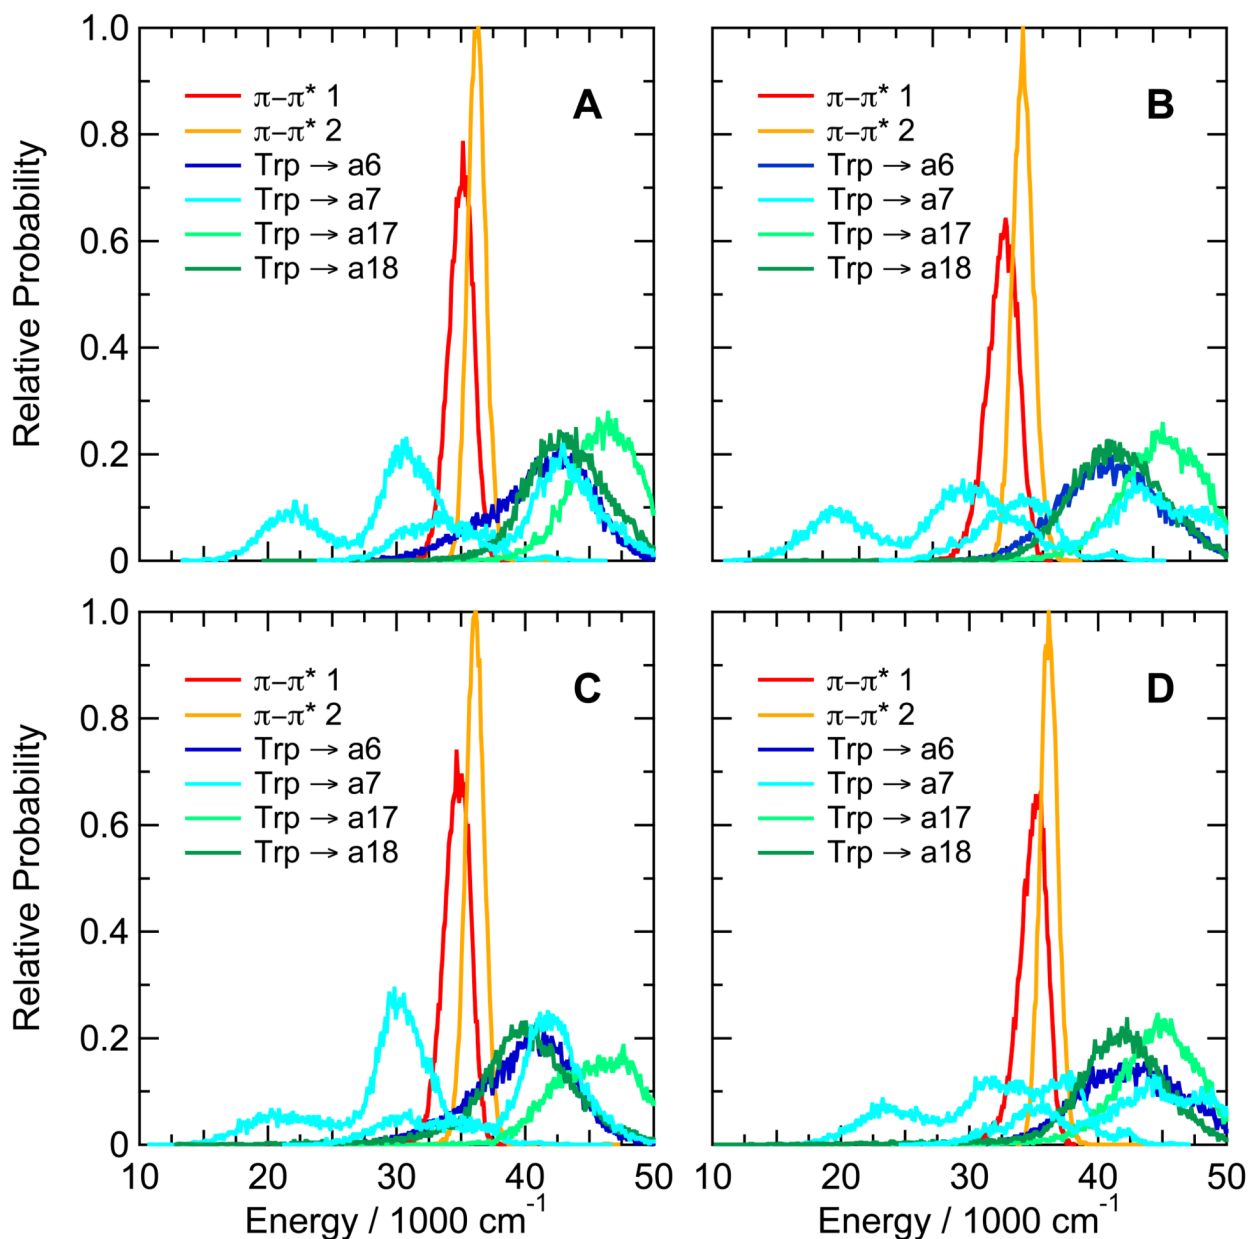 1.0
0.8
0.6
0.4
0.2
0
Relative Probability
π–π* 1
π–π* 2
Trp → a6
Trp → a7
Trp → a17
Trp → a18
A
π–π* 1
π–π* 2
Trp → a6
Trp → a7
Trp → a17
Trp → a18
B
1.0
0.8
0.6
0.4
0.2
0
Relative Probability
π–π* 1
π–π* 2
Trp → a6
Trp → a7
Trp → a17
Trp → a18
C
10 20 30 40 50
Energy / 1000 cm⁻¹
π–π* 1
π–π* 2
Trp → a6
Trp → a7
Trp → a17
Trp → a18
D
10 20 30 40 50
Energy / 1000 cm⁻¹